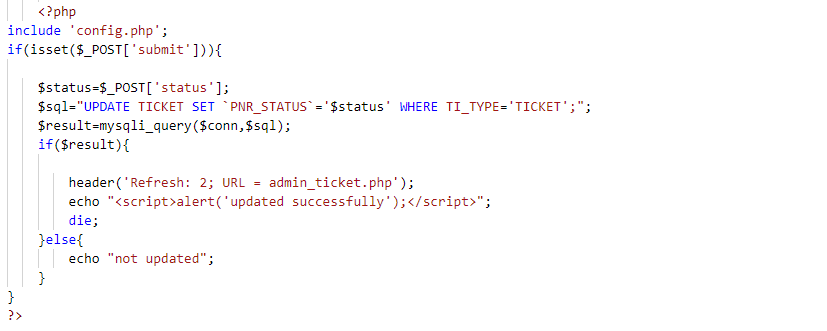 <?php
include 'config.php';
if(isset($_POST['submit'])){
$status=$_POST['status'];
$sql="UPDATE TICKET SET `PNR_STATUS`='$status' WHERE TI_TYPE='TICKET';";
$result=mysqli_query($conn,$sql);
if($result){
header('Refresh: 2; URL = admin_ticket.php');
echo "<script>alert('updated successfully');</script>";
die;
}else{
echo "not updated";
}
}
?>